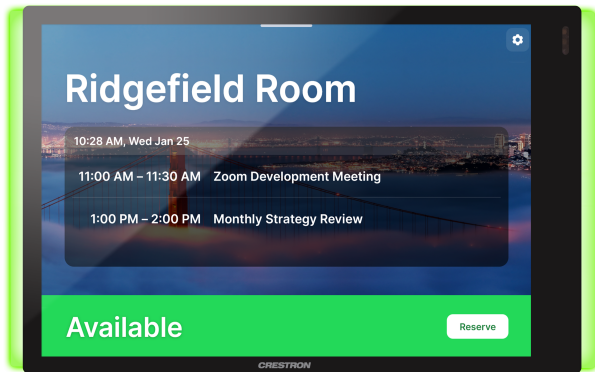 Ridgefield Room
10:28 AM, Wed Jan 25
11:00 AM – 11:30 AM Zoom Development Meeting
1:00 PM – 2:00 PM Monthly Strategy Review
Available
Reserve
CRESTRON